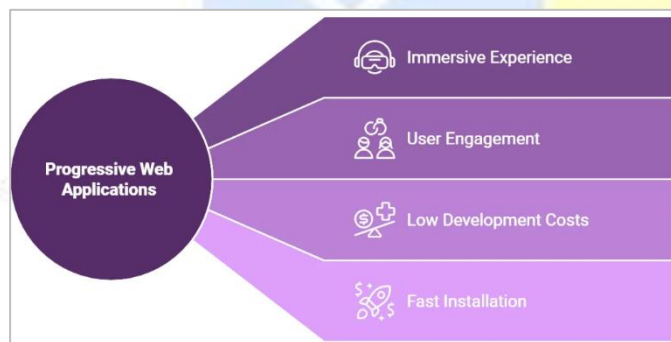 Immersive Experience
User Engagement
Progressive Web
Applications
Low Development Costs
Fast Installation